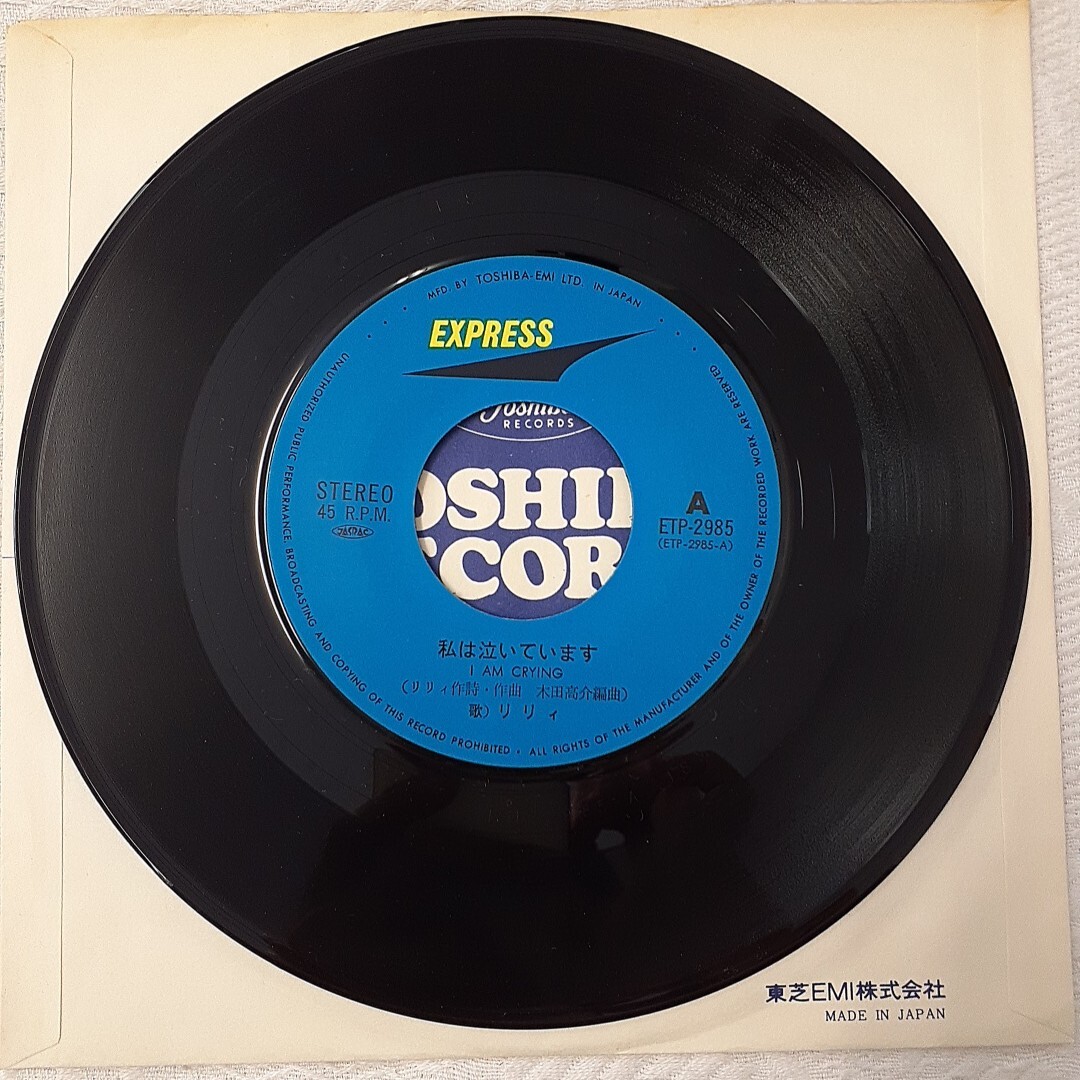 MFD. BY TOSHIBA-EMI LTD. IN JAPAN
EXPRESS
RECORDS
STEREO
45 R.P.M.
JASRAC
A
ETP-2985
(ETP-2985-A)
私は泣いています
I AM CRYING
(リリィ作詩・作曲 木田高介編曲)
歌)リリィ
UNAUTHORIZED PUBLIC PERFORMANCE, BROADCASTING AND COPYING OF THIS RECORD PROHIBITED • ALL RIGHTS OF THE MANUFACTURER AND OF THE OWNER OF THE RECORDED WORK ARE RESERVED
東芝EMI株式会社
MADE IN JAPAN